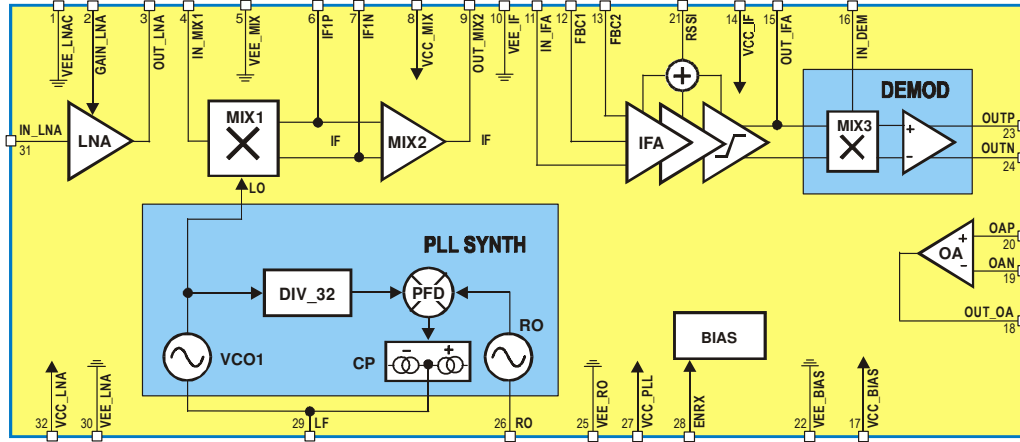 1
VEE_LNAC
2
GAIN_LNA
3
OUT_LNA
4
IN_MIX1
5
VEE_MIX
6
IF1P
7
IF1N
8
VCC_MIX
9
OUT_MIX2
10
VEE_IF
11
IN_IFA
12
FBC1
13
FBC2
21
RSSI
14
VCC_IF
15
OUT_IFA
16
IN_DEM
IN_LNA
31
LNA
MIX1
IF
IF
MIX2
IF
LO
IFA
+
DEMOD
MIX3
+
−
OUTP
23
OUTN
24
PLL SYNTH
DIV_32
PFD
RO
VCO1
CP
−
+
BIAS
OA
+
−
OAP
20
OAN
19
OUT_OA
18
32
VCC_LNA
30
VEE_LNA
29
LF
26
RO
25
VEE_RO
27
VCC_PLL
28
ENRX
22
VEE_BIAS
17
VCC_BIAS